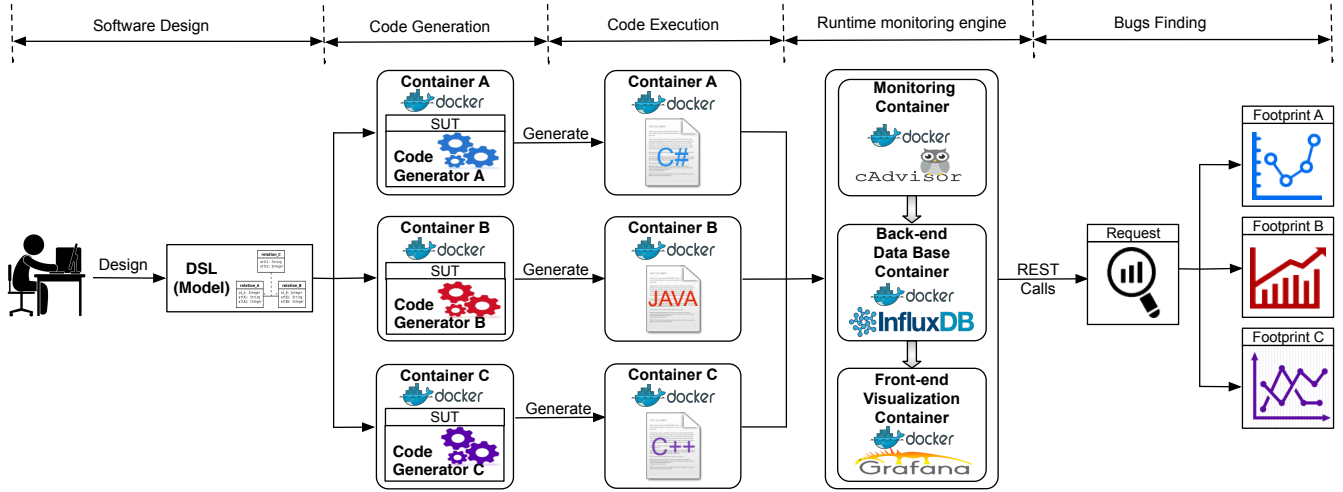 Software Design
Code Generation
Code Execution
Runtime monitoring engine
Bugs Finding
Design
DSL
(Model)
relation_C
relation_A
relation_B
Container A
docker
SUT
Code
Generator A
Generate
Container A
docker
C#
Container B
docker
SUT
Code
Generator B
Generate
Container B
docker
JAVA
Container C
docker
SUT
Code
Generator C
Generate
Container C
docker
C++
Monitoring
Container
docker
cAdvisor
Back-end
Data Base
Container
docker
InfluxDB
Front-end
Visualization
Container
docker
Grafana
REST
Calls
Request
Footprint A
Footprint B
Footprint C